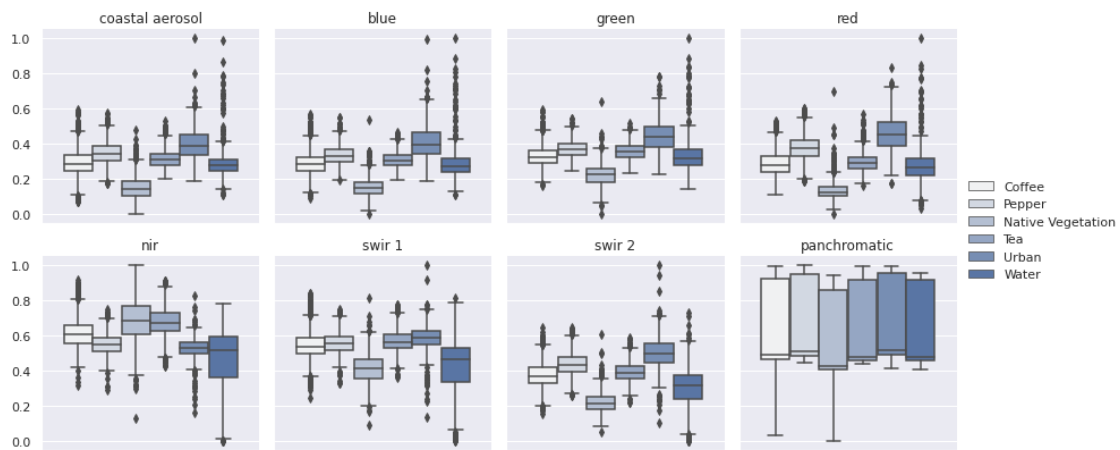 coastal aerosol blue green red
1.0
0.8
0.6
0.4
0.2
0.0
nir swir 1 swir 2 panchromatic
1.0
0.8
0.6
0.4
0.2
0.0
Coffee
Pepper
Native Vegetation
Tea
Urban
Water